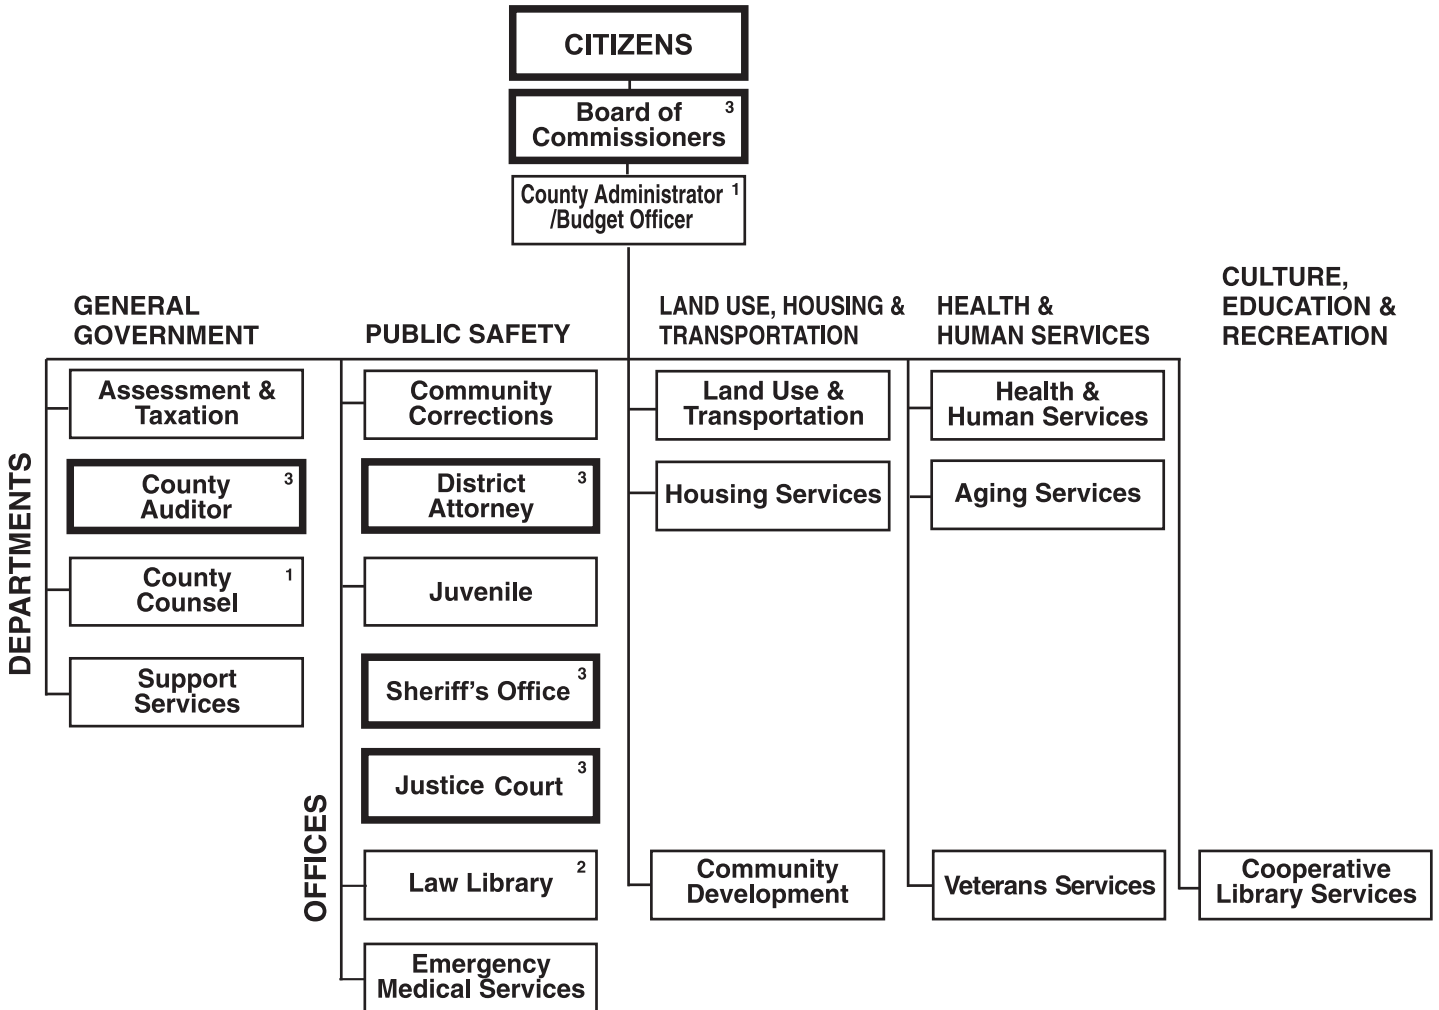 CITIZENS
Board of 3
Commissioners
County Administrator 1
/Budget Officer
GENERAL
GOVERNMENT
PUBLIC SAFETY
LAND USE, HOUSING &
TRANSPORTATION
HEALTH &
HUMAN SERVICES
CULTURE,
EDUCATION &
RECREATION
DEPARTMENTS
Assessment &
Taxation
County 3
Auditor
County 1
Counsel
Support
Services
OFFICES
Community
Corrections
District 3
Attorney
Juvenile
Sheriff's Office 3
Justice Court 3
Law Library 2
Emergency
Medical Services
Land Use &
Transportation
Housing Services
Community
Development
Health &
Human Services
Aging Services
Veterans Services
Cooperative
Library Services